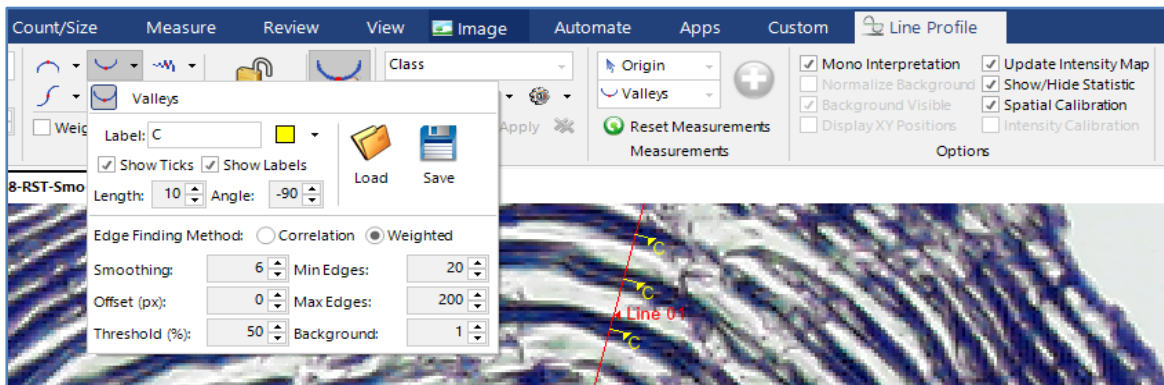 Count/Size Measure Review View Image Automate Apps Custom Line Profile
Class
Origin
Valleys
Reset Measurements
Measurements
Mono Interpretation
Normalize Background
Background Visible
Display XY Positions
Update Intensity Map
Show/Hide Statistic
Spatial Calibration
Intensity Calibration
Options
Apply
Weig
Valleys
Label: C
Show Ticks Show Labels
Length: 10 Angle: -90
Load Save
Edge Finding Method: Correlation Weighted
Smoothing: 6 Min Edges: 20
Offset (px): 0 Max Edges: 200
Threshold (%): 50 Background: 1
8-RST-Smo
C
C
Line 01
C